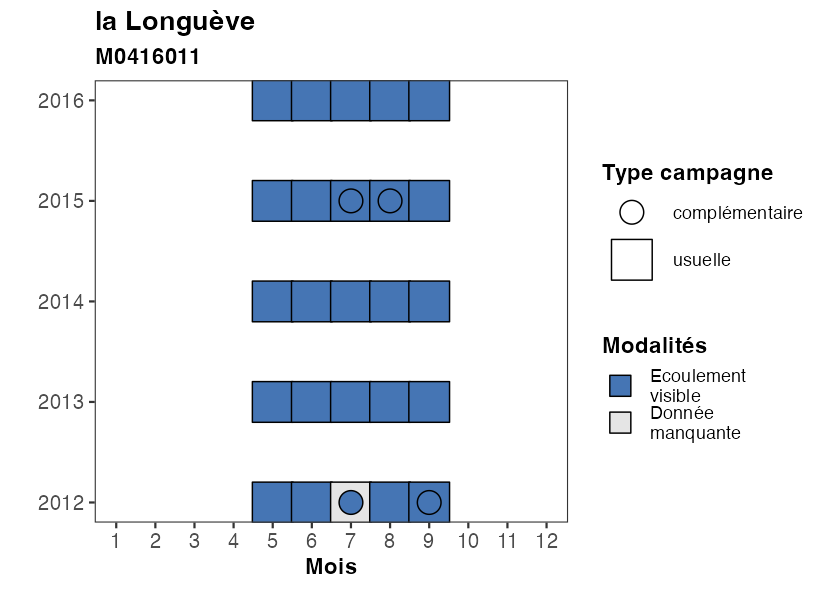 la Longuève
M0416011
2016
2015
2014
2013
2012
1 2 3 4 5 6 7 8 9 10 11 12
Mois
Type campagne
complémentaire
usuelle
Modalités
Ecoulement
visible
Donnée
manquante